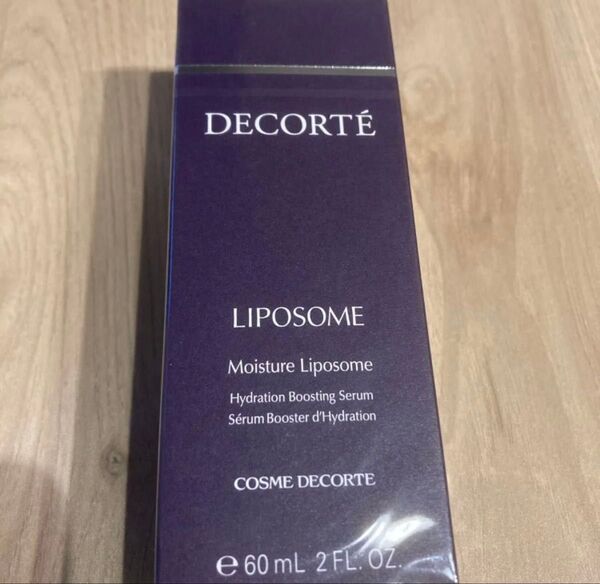 DECORTÉ
LIPOSOME
Moisture Liposome
Hydration Boosting Serum
Sérum Booster d'Hydration
COSME DECORTE
℮ 60 mL 2 FL. OZ.